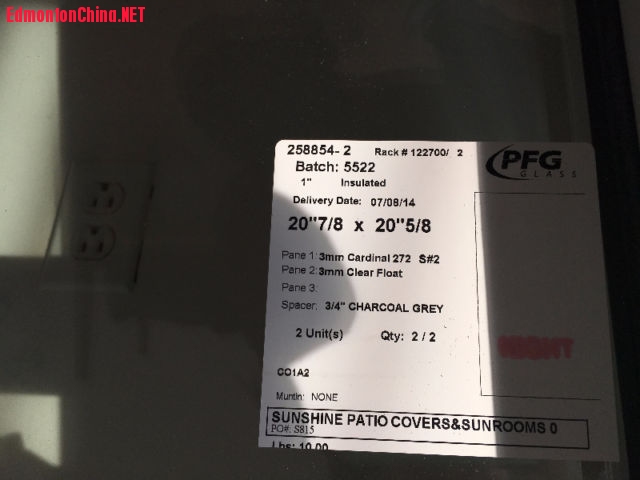 EdmontonChina.NET
258854- 2 Rack # 122700/ 2
PFG
GLASS
Batch: 5522
1" Insulated
Delivery Date: 07/08/14
20"7/8 x 20"5/8
Pane 1: 3mm Cardinal 272 S#2
Pane 2: 3mm Clear Float
Pane 3:
Spacer: 3/4" CHARCOAL GREY
2 Unit(s) Qty: 2 / 2
NIGHT
CO1A2
Muntin: NONE
SUNSHINE PATIO COVERS&SUNROOMS 0
PO#: S815
Lbs: 10.00